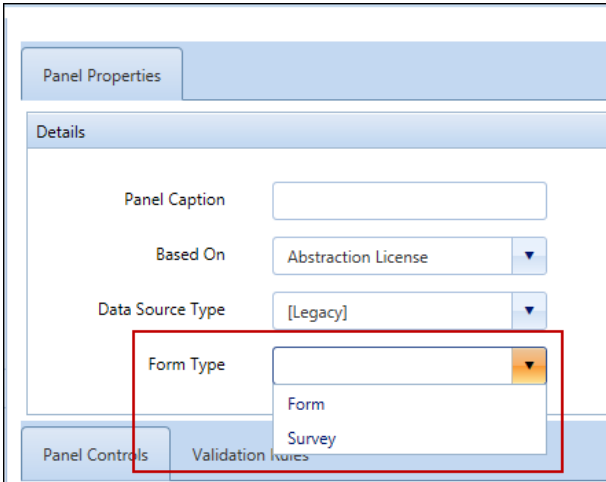 Panel Properties
Details
Panel Caption
Based On Abstraction License
Data Source Type [Legacy]
Form Type
Form
Survey
Panel Controls Validation Rules